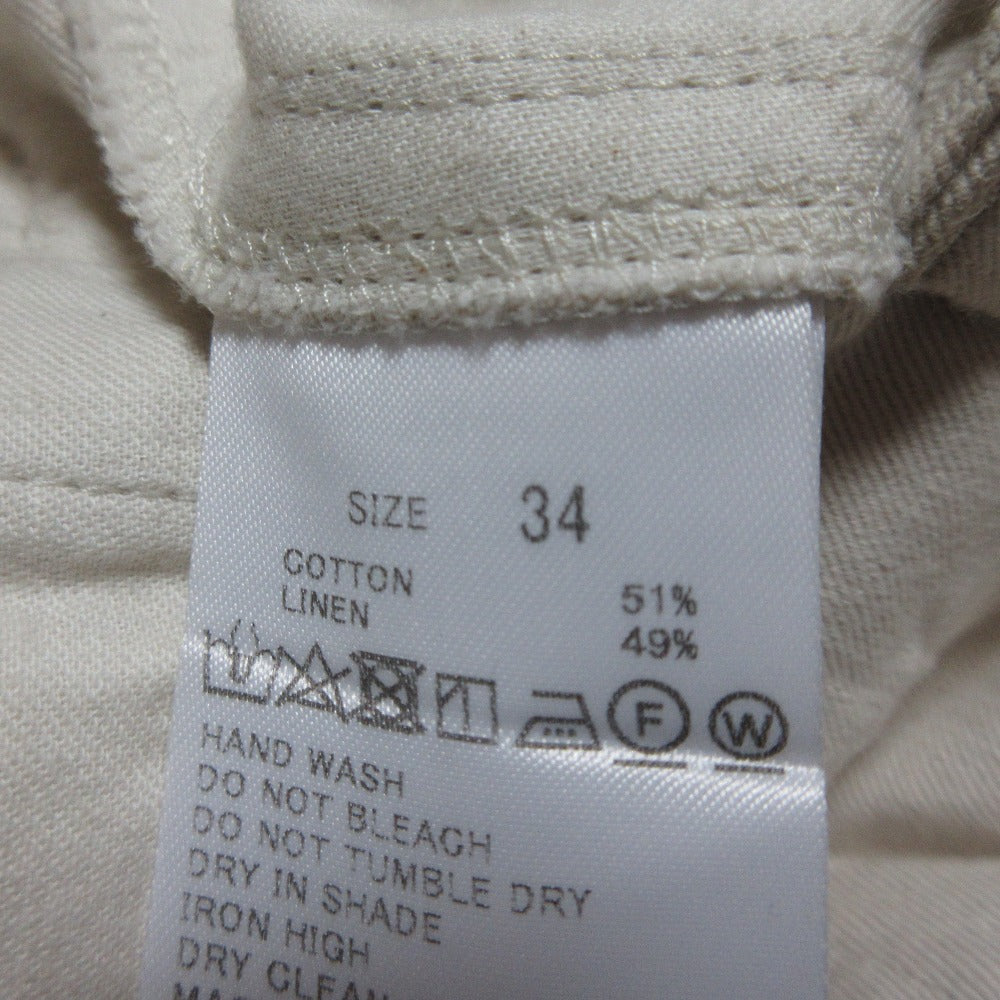 SIZE 34
COTTON 51%
LINEN 49%
F W
HAND WASH
DO NOT BLEACH
DO NOT TUMBLE DRY
DRY IN SHADE
IRON HIGH
DRY